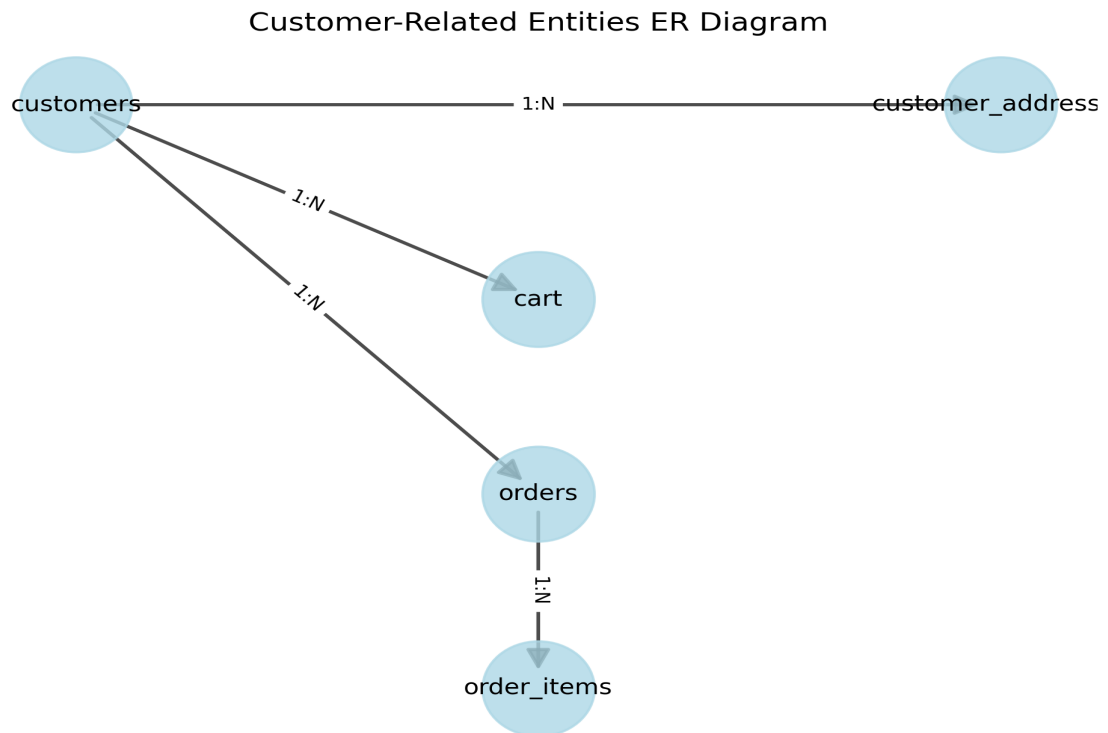 Customer-Related Entities ER Diagram
customers
1:N
customer_address
1:N
cart
1:N
orders
1:N
order_items